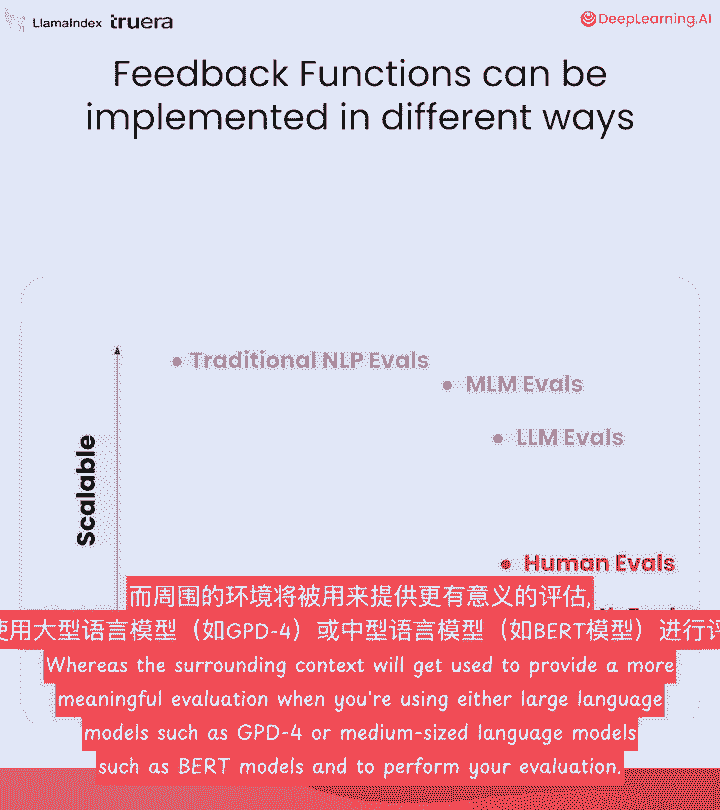 LlamaIndex truera
DeepLearning.AI
Feedback Functions can be
implemented in different ways
Traditional NLP Evals
MLM Evals
LLM Evals
Scalable
Human Evals
而周围的环境将被用来提供更有意义的评估,
使用大型语言模型（如GPD-4）或中型语言模型（如BERT模型）进行评
Whereas the surrounding context will get used to provide a more
meaningful evaluation when you're using either large language
models such as GPD-4 or medium-sized language models
such as BERT models and to perform your evaluation.